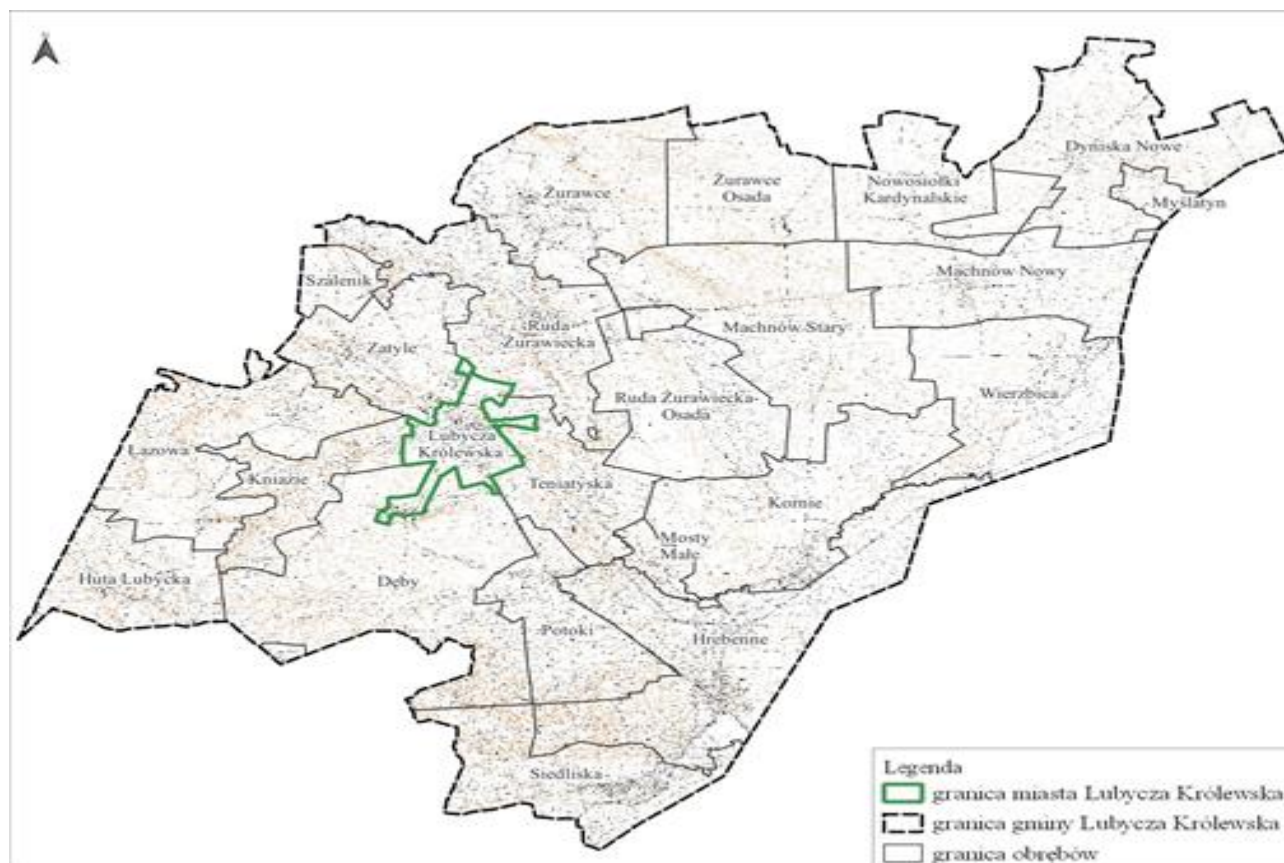 N
Dyniska Nowe
Żurawce
Żurawce
Osada
Nowosiółki
Kardynalskie
Myślatyn
Machnów Nowy
Szalenik
Ruda
Żurawiecka
Machnów Stary
Zatyle
Wierzbica
Ruda Żurawiecka-
Osada
Lubycza
Królewska
Łazowa
Kniazie
Teniatyska
Kornie
Mosty
Małe
Huta Lubycka
Dęby
Potoki
Hrebenne
Siedliska
Legenda
granica miasta Lubycza Królewska
granica gminy Lubycza Królewska
granica obrębów